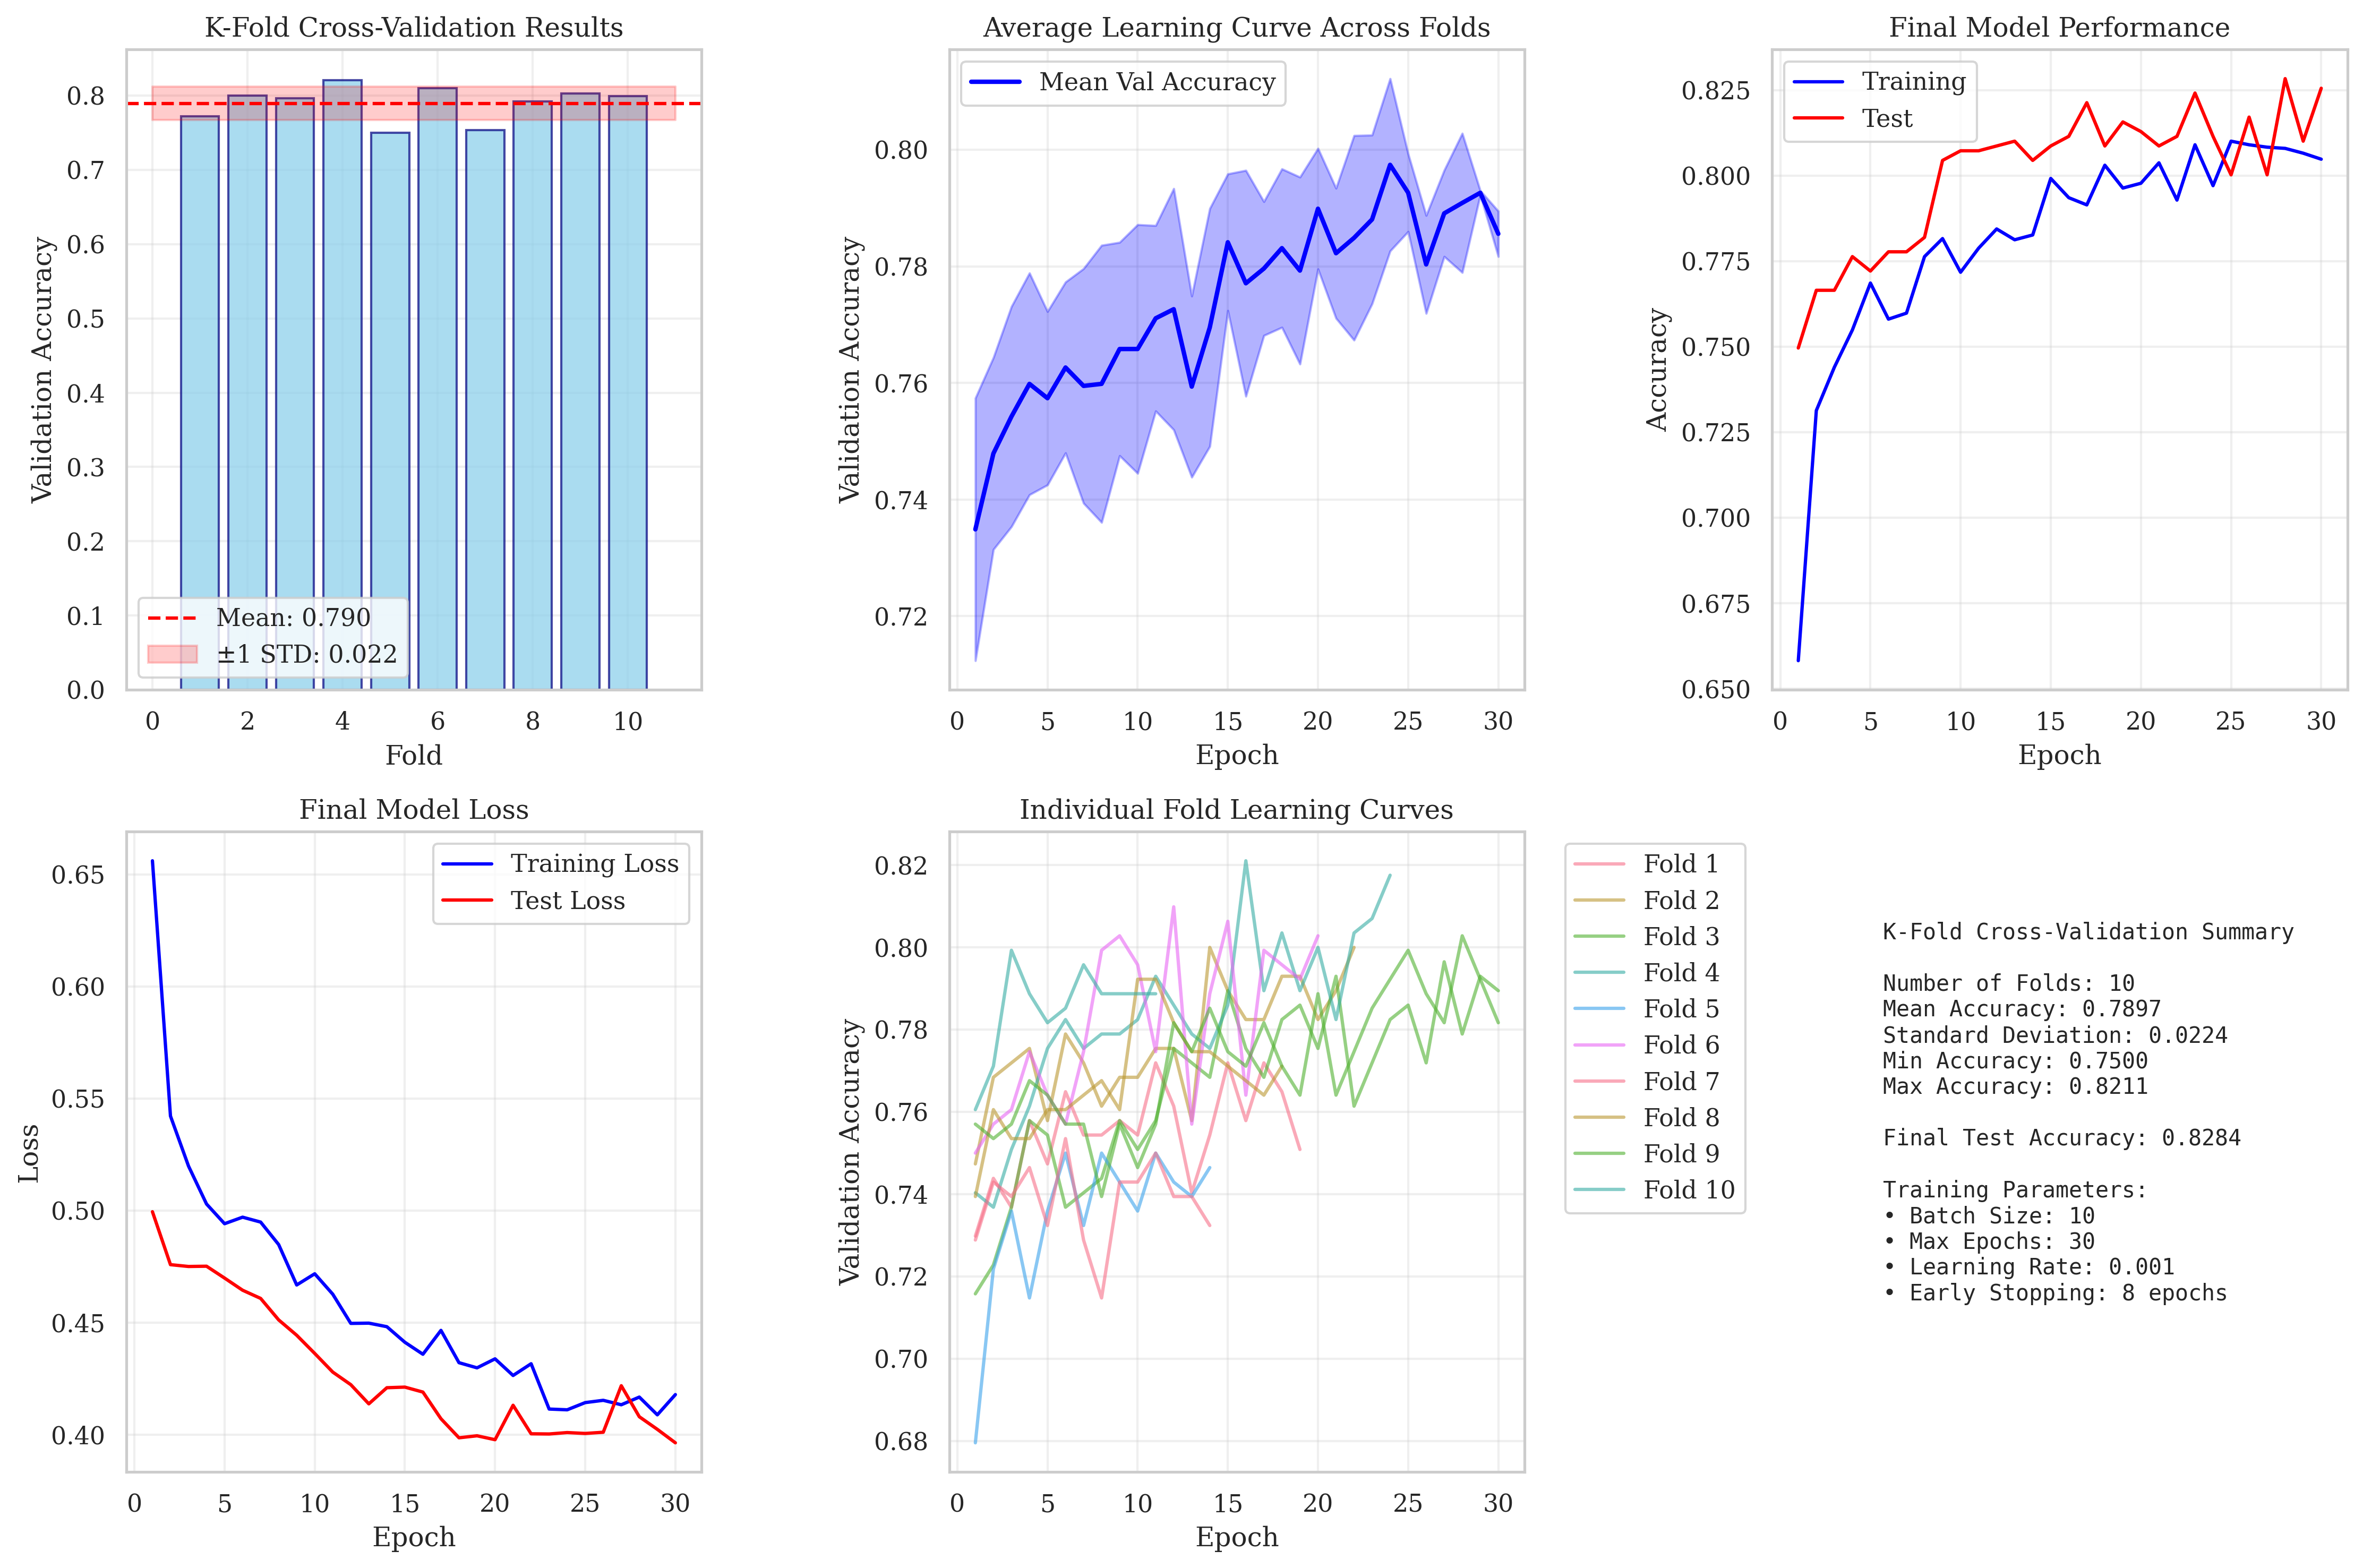 K-Fold Cross-Validation Results
Validation Accuracy
0.8
0.7
0.6
0.5
0.4
0.3
0.2
0.1
0.0
Mean: 0.790
±1 STD: 0.022
0 2 4 6 8 10
Fold
Average Learning Curve Across Folds
Mean Val Accuracy
Validation Accuracy
0.80
0.78
0.76
0.74
0.72
0 5 10 15 20 25 30
Epoch
Final Model Performance
Training
Test
Accuracy
0.825
0.800
0.775
0.750
0.725
0.700
0.675
0.650
0 5 10 15 20 25 30
Epoch
Final Model Loss
Training Loss
Test Loss
Loss
0.65
0.60
0.55
0.50
0.45
0.40
0 5 10 15 20 25 30
Epoch
Individual Fold Learning Curves
Validation Accuracy
0.82
0.80
0.78
0.76
0.74
0.72
0.70
0.68
0 5 10 15 20 25 30
Epoch
Fold 1
Fold 2
Fold 3
Fold 4
Fold 5
Fold 6
Fold 7
Fold 8
Fold 9
Fold 10
K-Fold Cross-Validation Summary
Number of Folds: 10
Mean Accuracy: 0.7897
Standard Deviation: 0.0224
Min Accuracy: 0.7500
Max Accuracy: 0.8211
Final Test Accuracy: 0.8284
Training Parameters:
• Batch Size: 10
• Max Epochs: 30
• Learning Rate: 0.001
• Early Stopping: 8 epochs